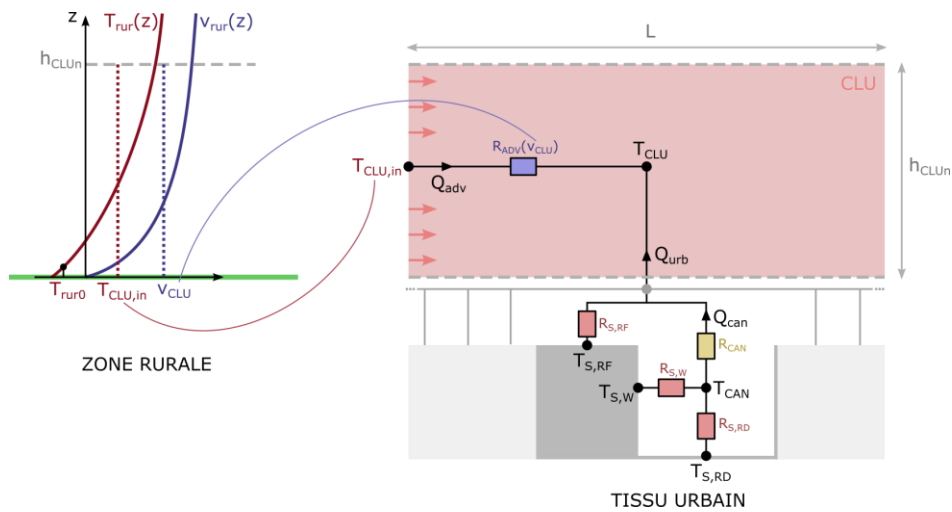 z
T_rur(z)
v_rur(z)
h_CLUn
T_rur0
T_CLU,in
v_CLU
ZONE RURALE
L
CLU
R_ADV(v_CLU)
T_CLU
T_CLU,in
Q_adv
h_CLUn
Q_urb
Q_can
R_S,RF
R_CAN
T_S,RF
R_S,W
T_S,W
T_CAN
R_S,RD
T_S,RD
TISSU URBAIN